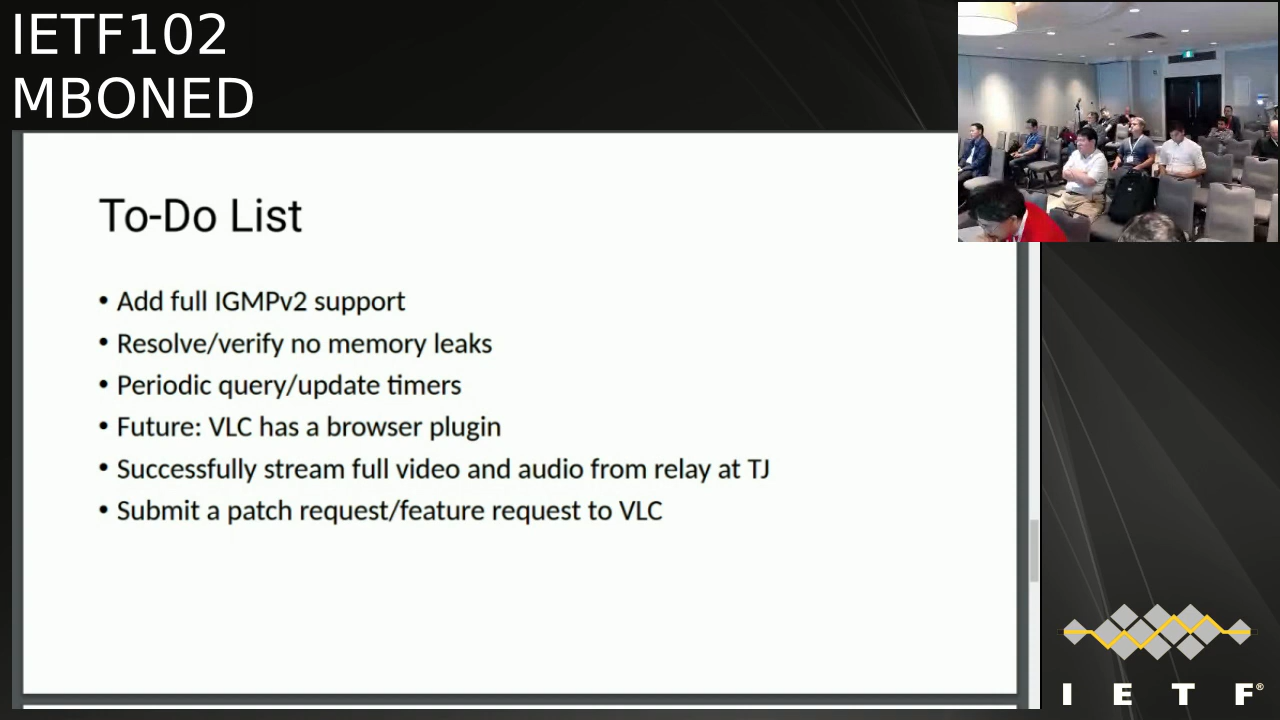 IETF102
MBONED
To-Do List
• Add full IGMPv2 support
• Resolve/verify no memory leaks
• Periodic query/update timers
• Future: VLC has a browser plugin
• Successfully stream full video and audio from relay at TJ
• Submit a patch request/feature request to VLC
I E T F®